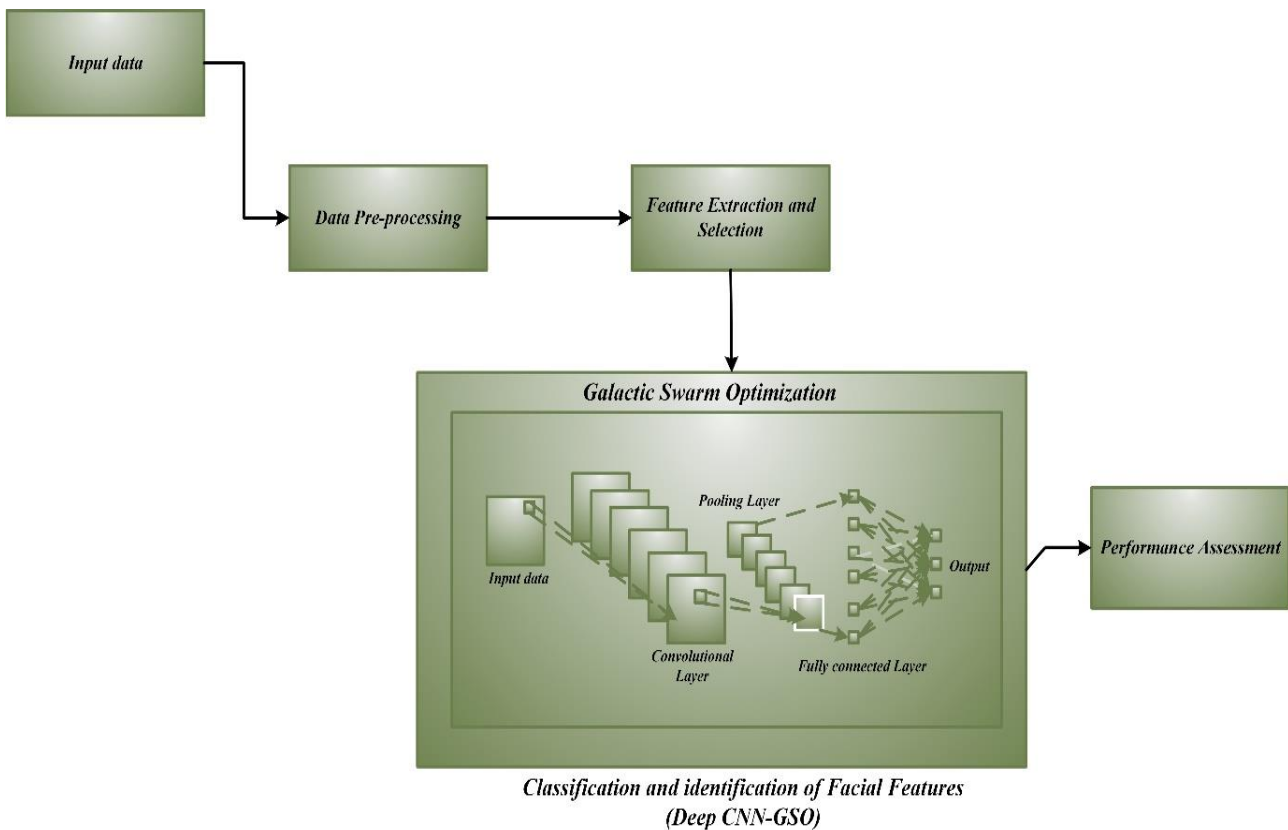 Input data
Data Pre-processing
Feature Extraction and
Selection
Galactic Swarm Optimization
Pooling Layer
Input data
Convolutional
Layer
Fully connected Layer
Output
Performance Assessment
Classification and identification of Facial Features
(Deep CNN-GSO)